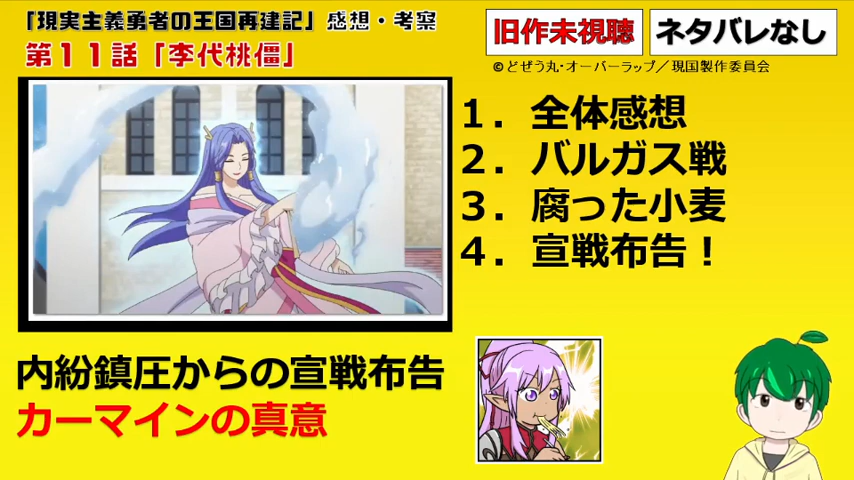 「現実主義勇者の王国再建記」感想・考察
第１１話「李代桃僵」
旧作未視聴
ネタバレなし
©どぜう丸・オーバーラップ／現国製作委員会
１．全体感想
２．バルガス戦
３．腐った小麦
４．宣戦布告！
内紛鎮圧からの宣戦布告
カーマインの真意